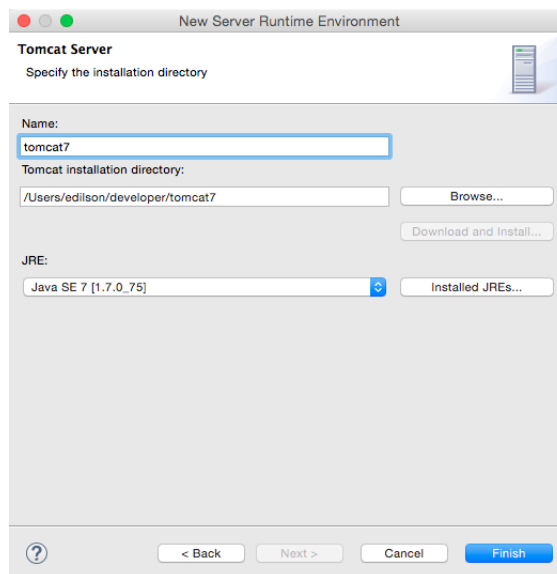 New Server Runtime Environment
Tomcat Server
Specify the installation directory
Name:
tomcat7
Tomcat installation directory:
/Users/edilson/developer/tomcat7
Browse...
Download and Install...
JRE:
Java SE 7 [1.7.0_75]
Installed JREs...
?
< Back
Next >
Cancel
Finish